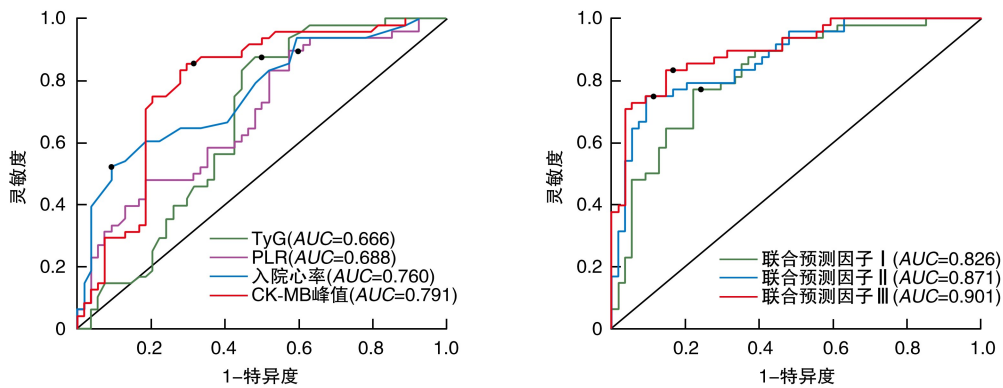 1.0
0.8
0.6
0.4
0.2
0
灵敏度
0.2
0.4
0.6
0.8
1.0
1-特异度
TyG(AUC=0.666)
PLR(AUC=0.688)
入院心率(AUC=0.760)
CK-MB峰值(AUC=0.791)
1.0
0.8
0.6
0.4
0.2
0
灵敏度
0.2
0.4
0.6
0.8
1.0
1-特异度
联合预测因子Ⅰ(AUC=0.826)
联合预测因子Ⅱ(AUC=0.871)
联合预测因子Ⅲ(AUC=0.901)